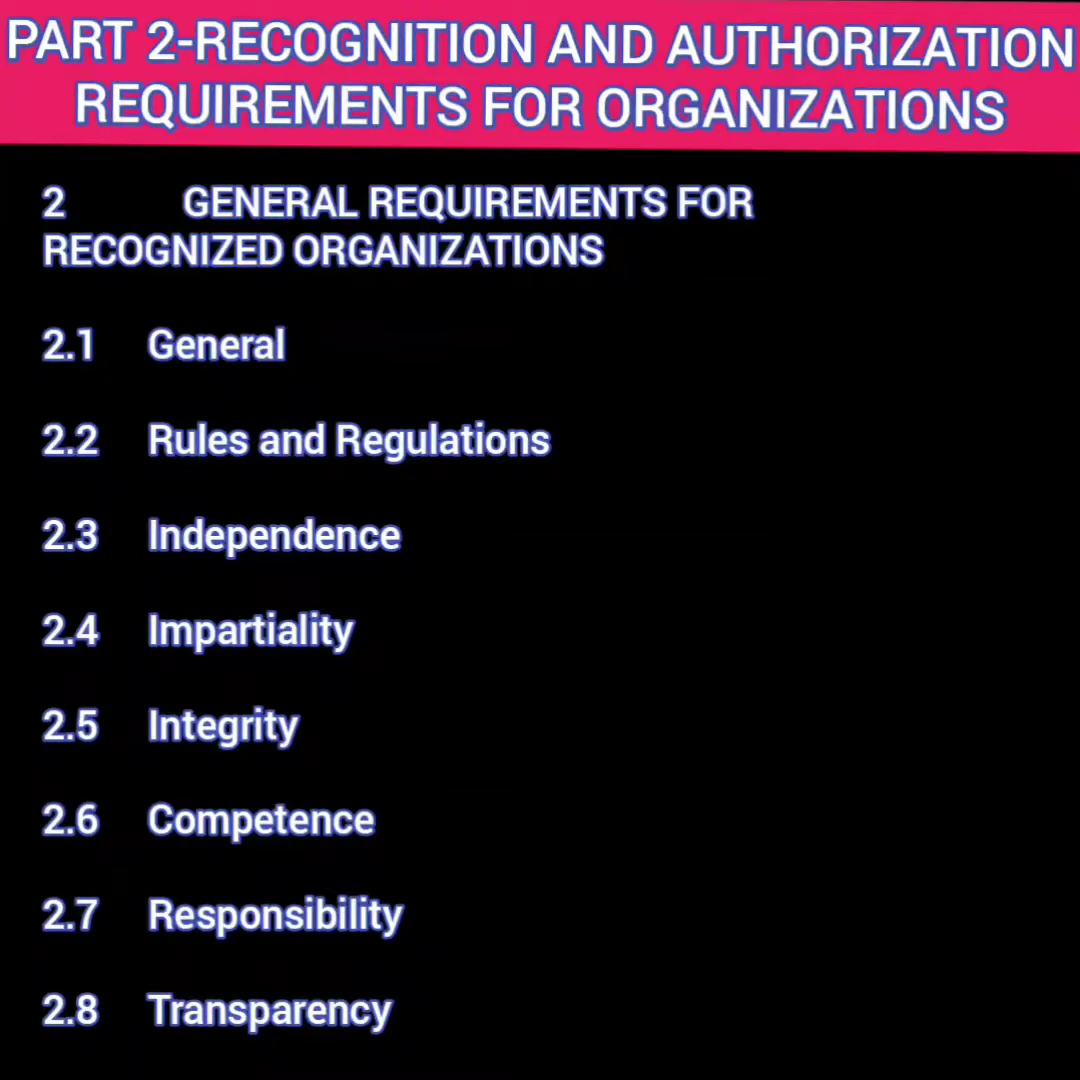 PART 2-RECOGNITION AND AUTHORIZATION
REQUIREMENTS FOR ORGANIZATIONS
2 GENERAL REQUIREMENTS FOR
RECOGNIZED ORGANIZATIONS
2.1 General
2.2 Rules and Regulations
2.3 Independence
2.4 Impartiality
2.5 Integrity
2.6 Competence
2.7 Responsibility
2.8 Transparency